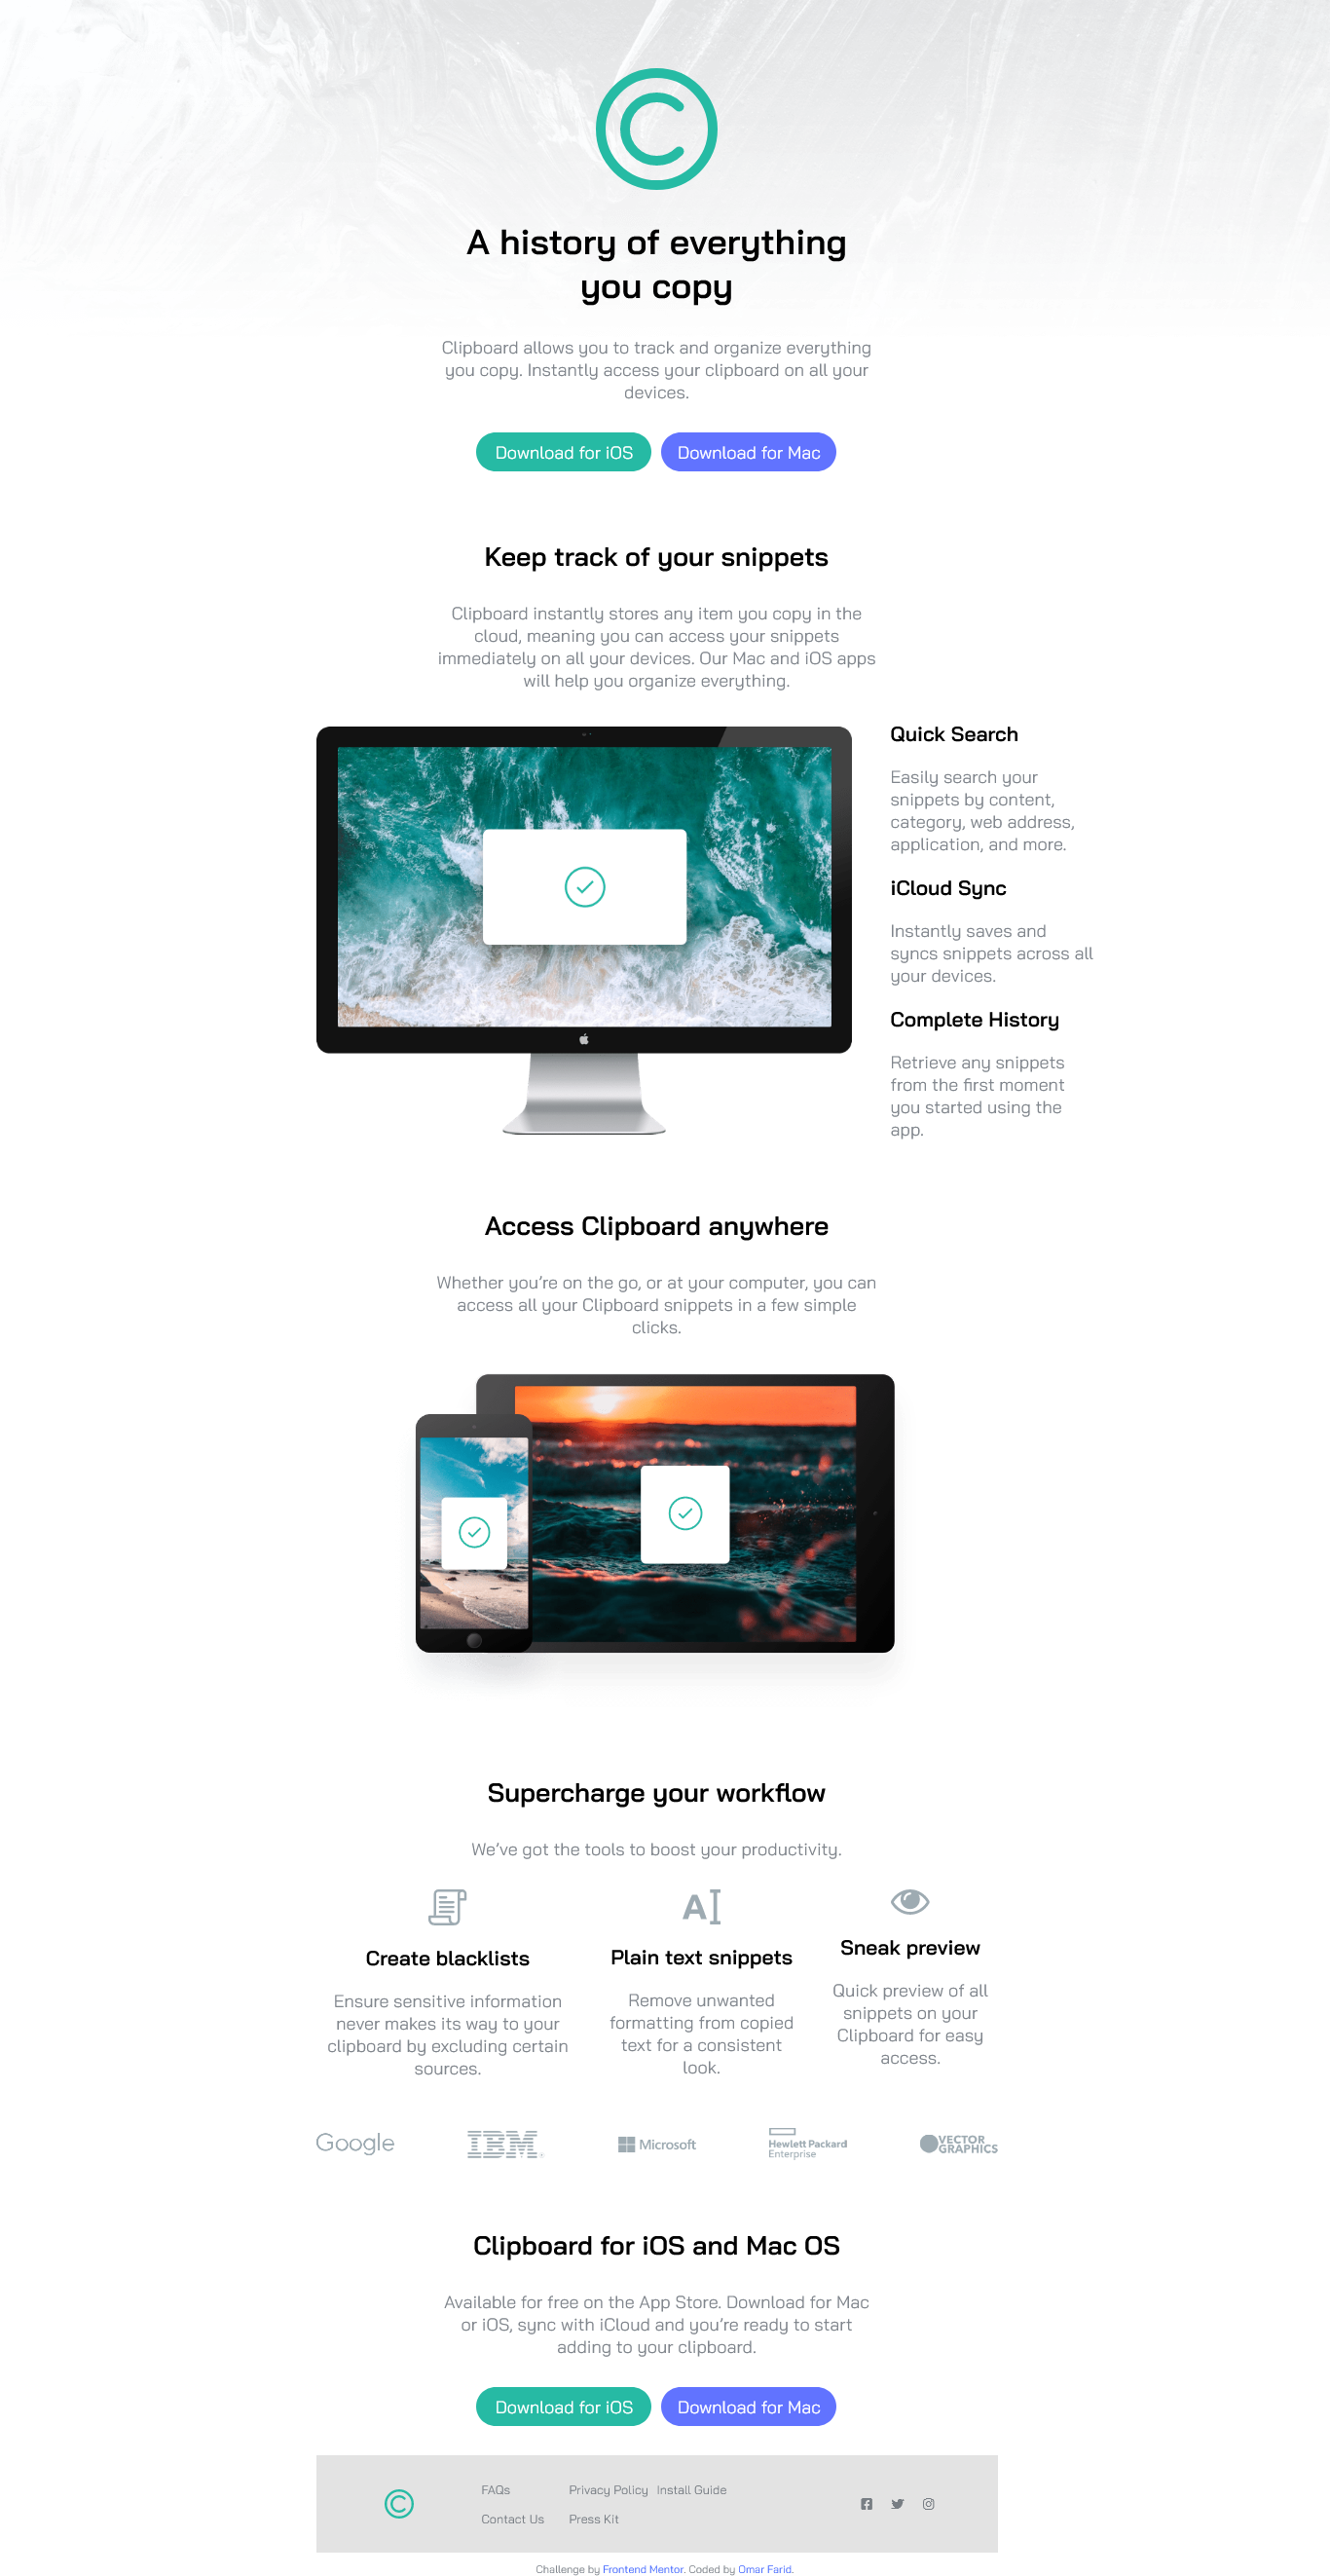 A history of everything
you copy
Clipboard allows you to track and organize everything
you copy. Instantly access your clipboard on all your
devices.
Download for iOS
Download for Mac
Keep track of your snippets
Clipboard instantly stores any item you copy in the
cloud, meaning you can access your snippets
immediately on all your devices. Our Mac and iOS apps
will help you organize everything.
Quick Search
Easily search your
snippets by content,
category, web address,
application, and more.
iCloud Sync
Instantly saves and
syncs snippets across all
your devices.
Complete History
Retrieve any snippets
from the first moment
you started using the
app.
Access Clipboard anywhere
Whether you’re on the go, or at your computer, you can
access all your Clipboard snippets in a few simple
clicks.
Supercharge your workflow
We’ve got the tools to boost your productivity.
Create blacklists
Ensure sensitive information
never makes its way to your
clipboard by excluding certain
sources.
Plain text snippets
Remove unwanted
formatting from copied
text for a consistent
look.
Sneak preview
Quick preview of all
snippets on your
Clipboard for easy
access.
Google
IBM
Microsoft
Hewlett Packard
Enterprise
VECTOR
GRAPHICS
Clipboard for iOS and Mac OS
Available for free on the App Store. Download for Mac
or iOS, sync with iCloud and you’re ready to start
adding to your clipboard.
Download for iOS
Download for Mac
FAQs
Privacy Policy
Install Guide
Contact Us
Press Kit
Challenge by Frontend Mentor. Coded by Omar Farid.